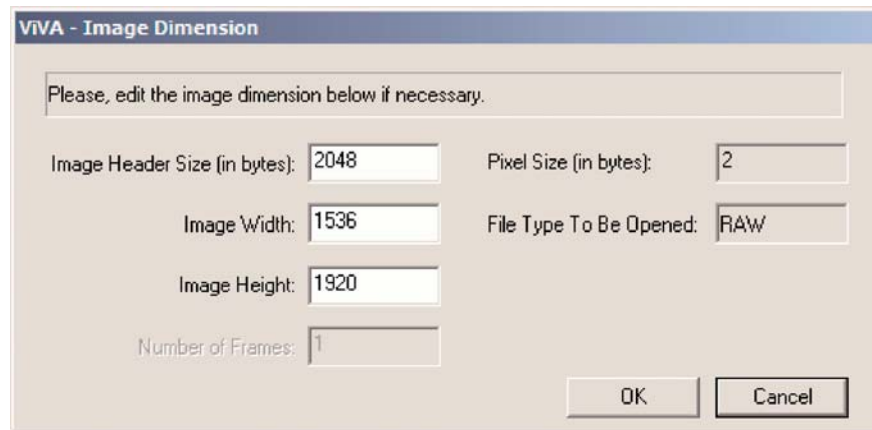 ViVA - Image Dimension
Please, edit the image dimension below if necessary.
Image Header Size (in bytes): 2048 Pixel Size (in bytes): 2
Image Width: 1536 File Type To Be Opened: RAW
Image Height: 1920
Number of Frames: 1
OK Cancel